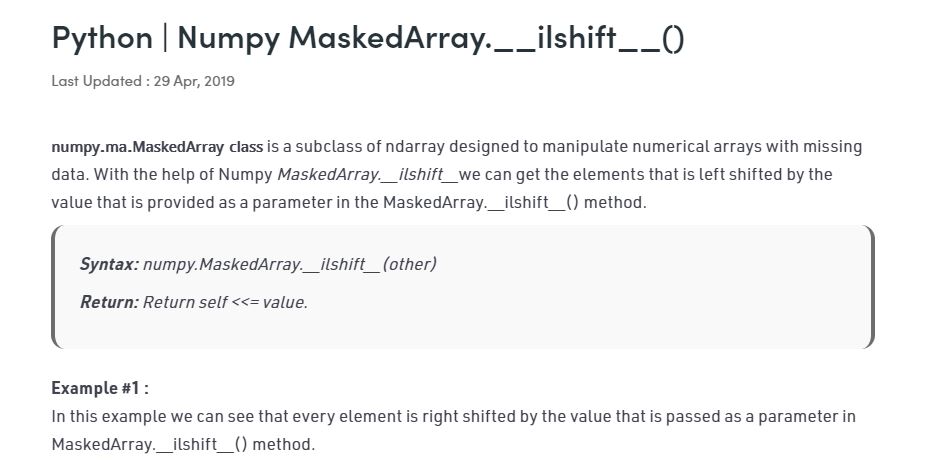 Python | Numpy MaskedArray.__ilshift__()
Last Updated : 29 Apr, 2019
numpy.ma.MaskedArray class is a subclass of ndarray designed to manipulate numerical arrays with missing
data. With the help of Numpy MaskedArray.__ilshift__we can get the elements that is left shifted by the
value that is provided as a parameter in the MaskedArray.__ilshift__() method.
Syntax: numpy.MaskedArray.__ilshift__(other)
Return: Return self <<= value.
Example #1 :
In this example we can see that every element is right shifted by the value that is passed as a parameter in
MaskedArray.__ilshift__() method.